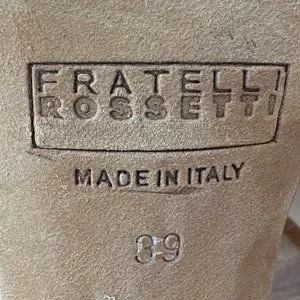 FRATELLI
ROSSETTI
MADE IN ITALY
39